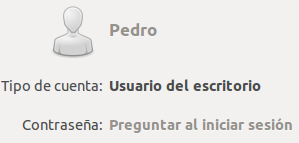 Pedro
Tipo de cuenta: Usuario del escritorio
Contraseña: Preguntar al iniciar sesión